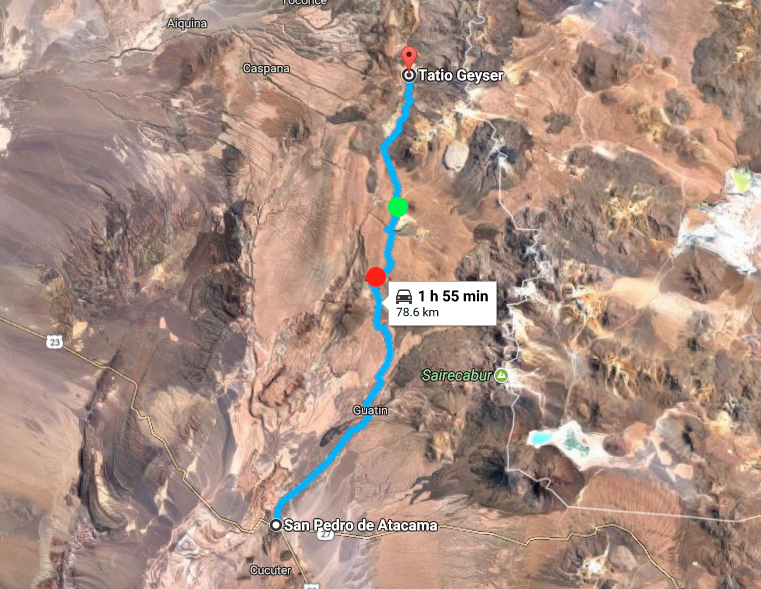 Toconce
Aiquina
Caspana
Tatio Geyser
1 h 55 min
78.6 km
23
Sairecabur
Guatin
San Pedro de Atacama
27
Cucuter